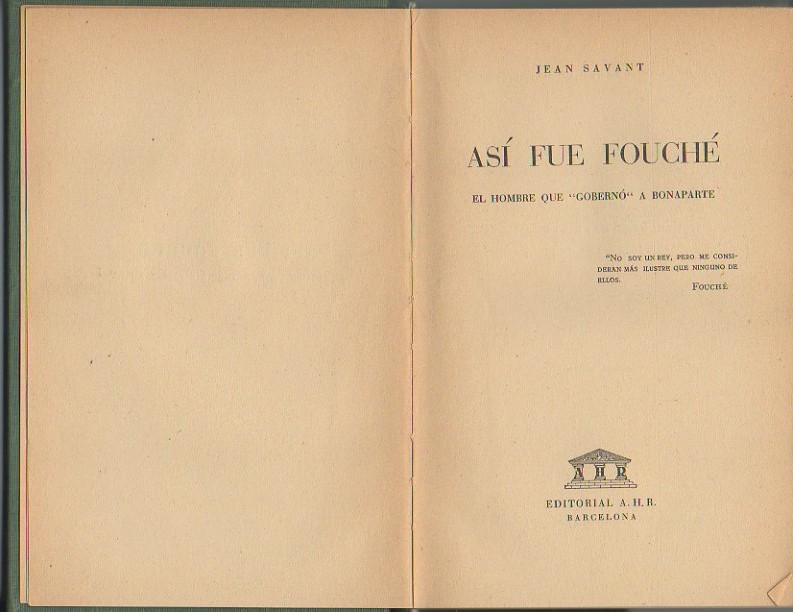 JEAN SAVANT
ASÍ FUE FOUCHÉ
EL HOMBRE QUE "GOBERNÓ" A BONAPARTE
"No soy un rey, pero me consi-
deran más ilustre que ninguno de
ellos.
Fouché
A H R
EDITORIAL A. H. R.
BARCELONA